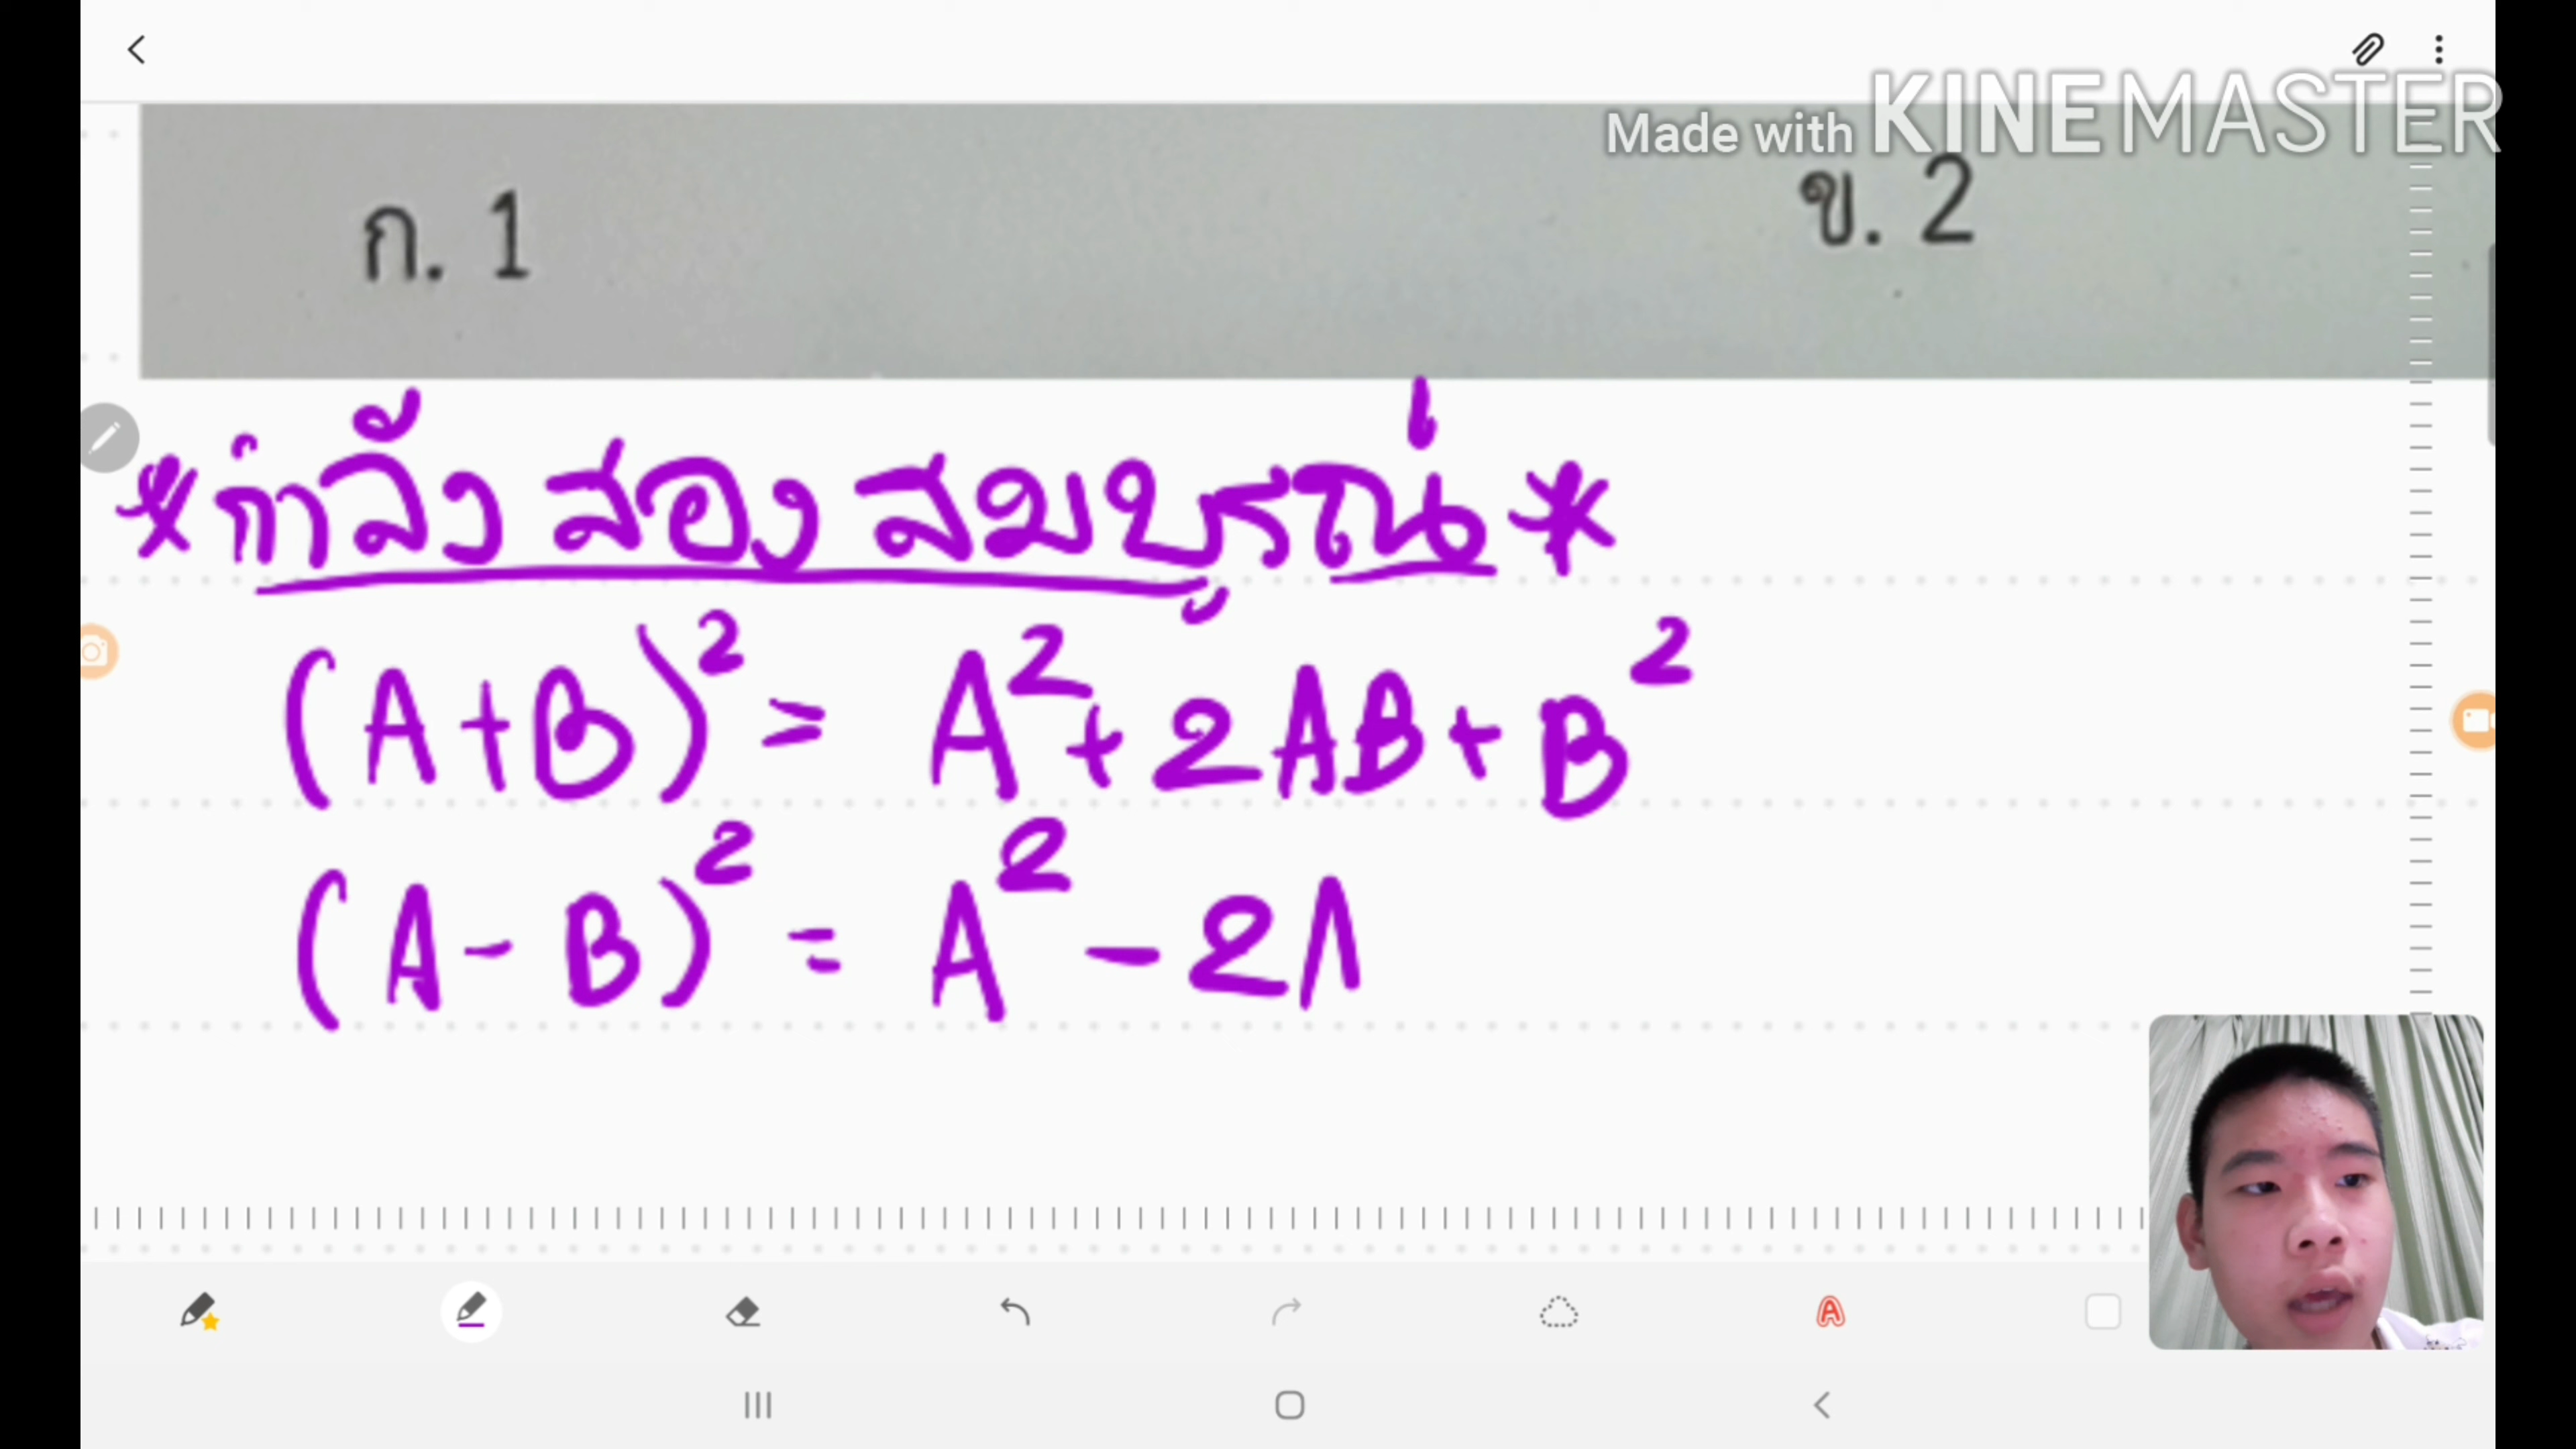 Made with KINEMASTER
ก. 1 ข. 2
*กำลังสองสมบูรณ์*
(A+B)² = A²+2AB+B²
(A-B)² = A²-2A
A